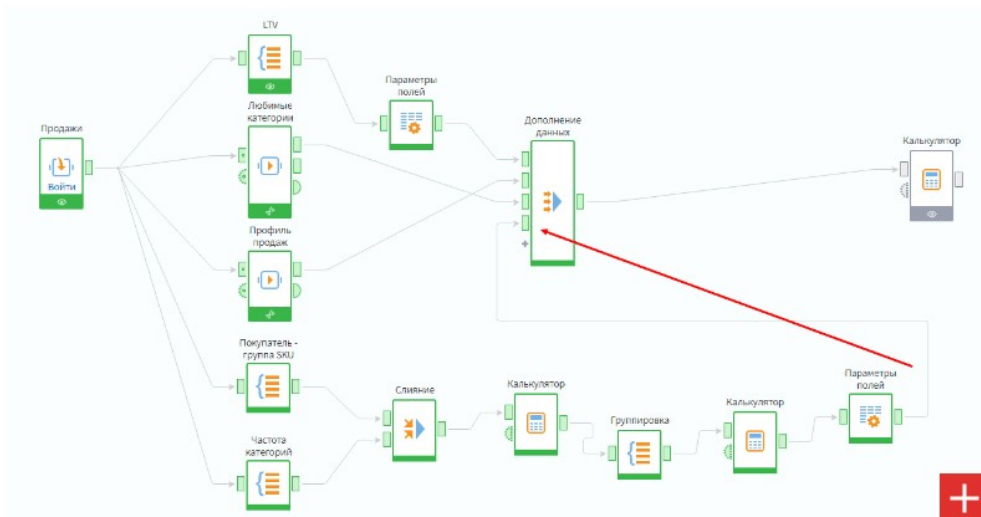 LTV
Любимые
категории
Продажи
Войти
Параметры
полей
Дополнение
данных
Калькулятор
Профиль
продаж
Покупатель -
группа SKU
Слияние
Калькулятор
Частота
категорий
Группировка
Калькулятор
Параметры
полей